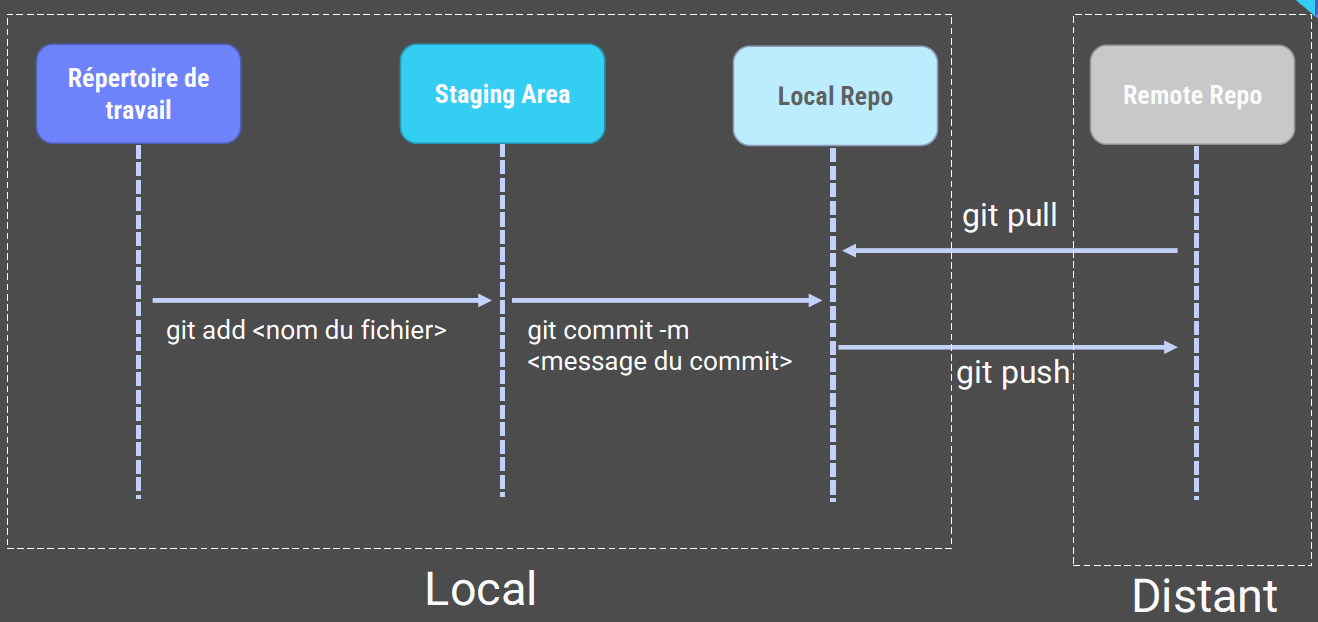 Répertoire de
travail
Staging Area
Local Repo
Remote Repo
git pull
git add <nom du fichier>
git commit -m
<message du commit>
git push
Local
Distant